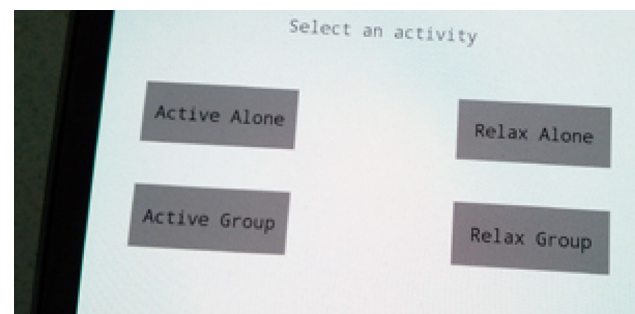 Select an activity
Active Alone
Relax Alone
Active Group
Relax Group